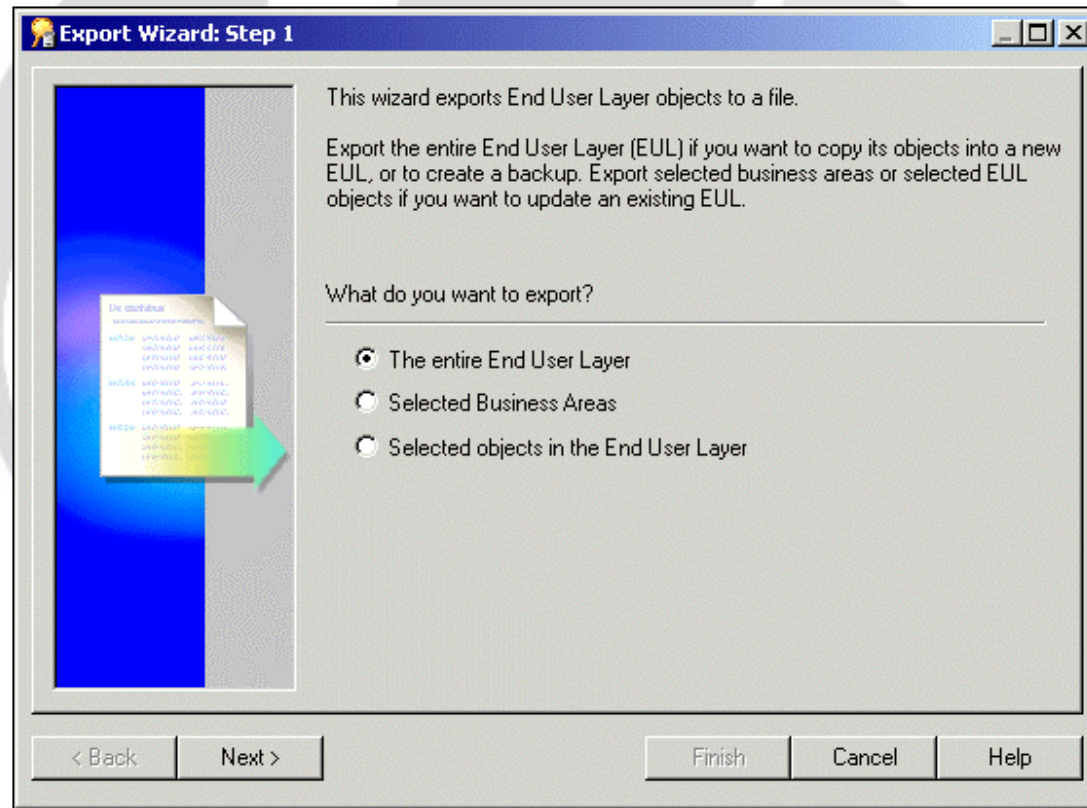 Export Wizard: Step 1
This wizard exports End User Layer objects to a file.
Export the entire End User Layer (EUL) if you want to copy its objects into a new
EUL, or to create a backup. Export selected business areas or selected EUL
objects if you want to update an existing EUL.
What do you want to export?
The entire End User Layer
Selected Business Areas
Selected objects in the End User Layer
< Back
Next >
Finish
Cancel
Help